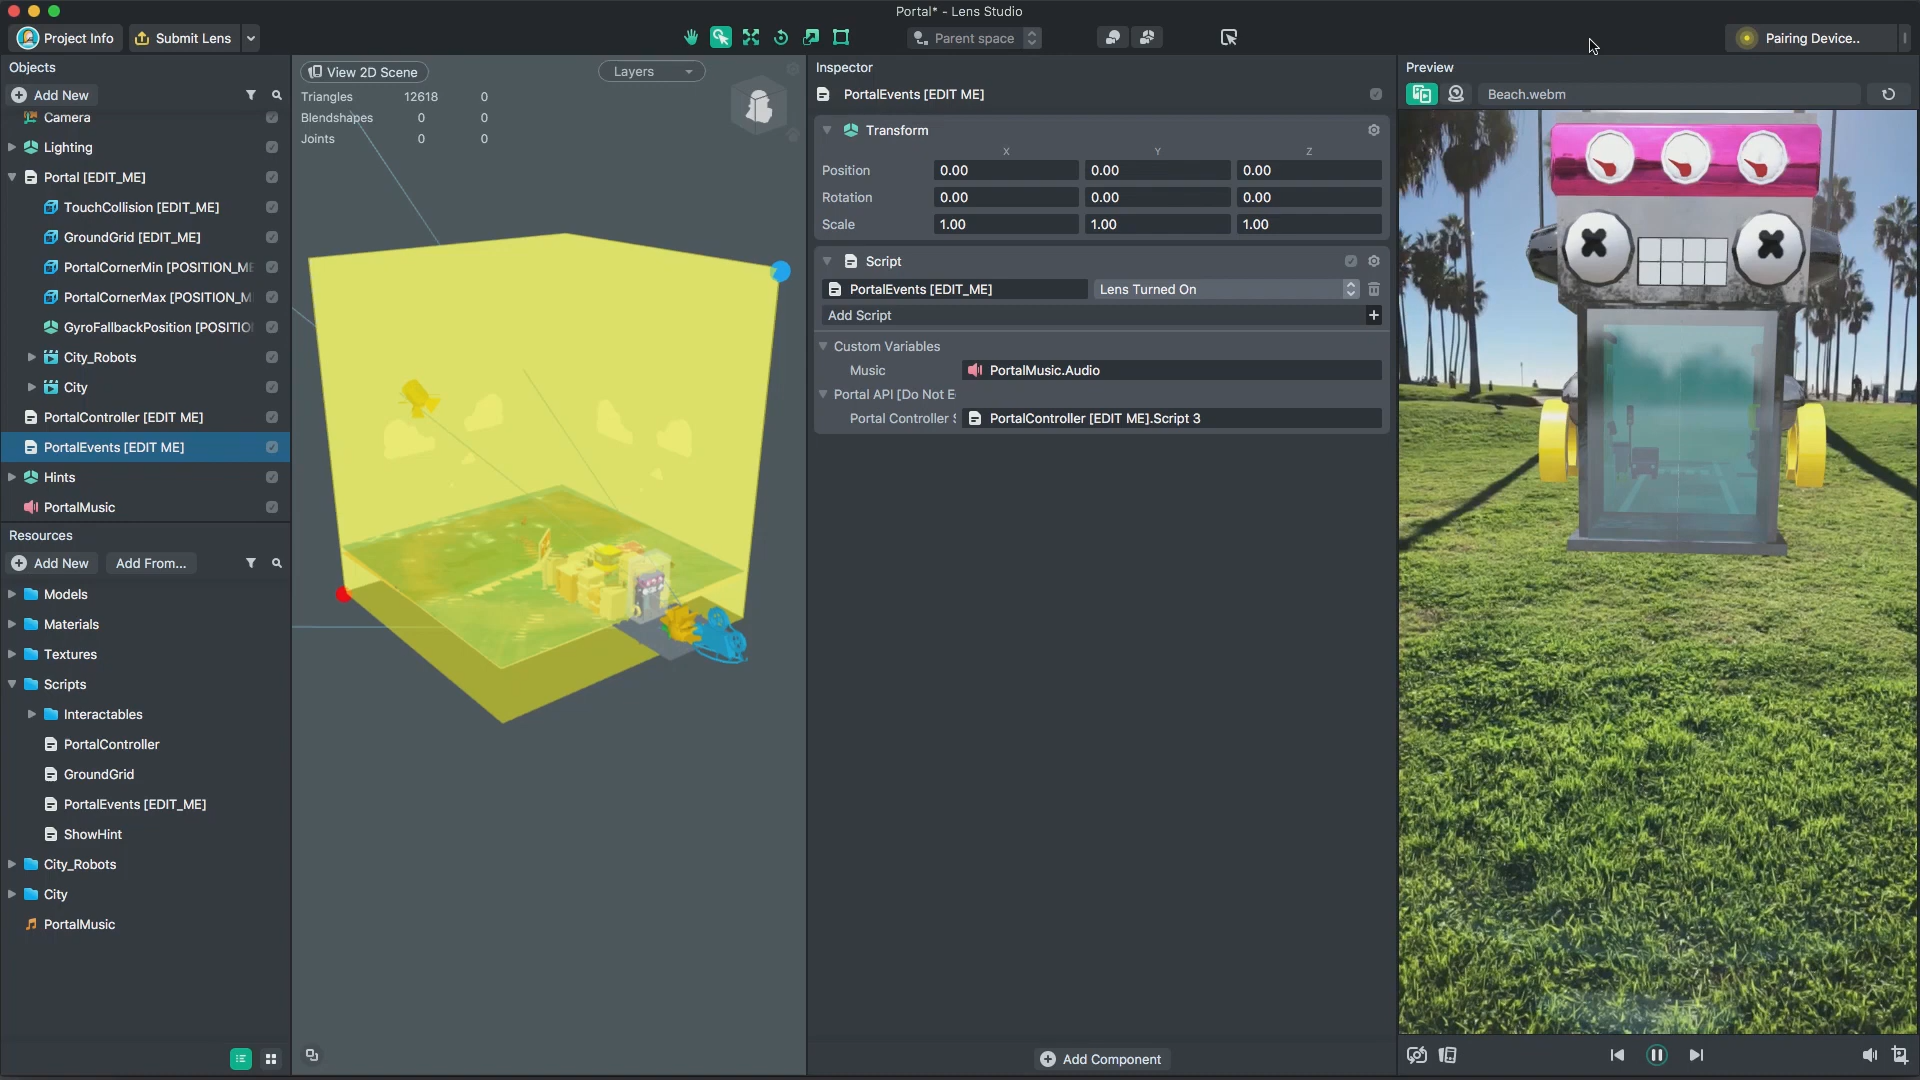 Portal* - Lens Studio
Project Info
Submit Lens
Parent space
Pairing Device..
Objects
Add New
Camera
Lighting
Portal [EDIT_ME]
TouchCollision [EDIT_ME]
GroundGrid [EDIT_ME]
PortalCornerMin [POSITION_ME
PortalCornerMax [POSITION_M
GyroFallbackPosition [POSITIO
City_Robots
City
PortalController [EDIT ME]
PortalEvents [EDIT ME]
Hints
PortalMusic
Resources
Add New
Add From...
Models
Materials
Textures
Scripts
Interactables
PortalController
GroundGrid
PortalEvents [EDIT_ME]
ShowHint
City_Robots
City
PortalMusic
View 2D Scene
Layers
Triangles 12618 0
Blendshapes 0 0
Joints 0 0
Inspector
PortalEvents [EDIT ME]
Transform
X Y Z
Position 0.00 0.00 0.00
Rotation 0.00 0.00 0.00
Scale 1.00 1.00 1.00
Script
PortalEvents [EDIT_ME] Lens Turned On
Add Script
Custom Variables
Music PortalMusic.Audio
Portal API [Do Not E
Portal Controller S PortalController [EDIT ME].Script 3
Add Component
Preview
Beach.webm